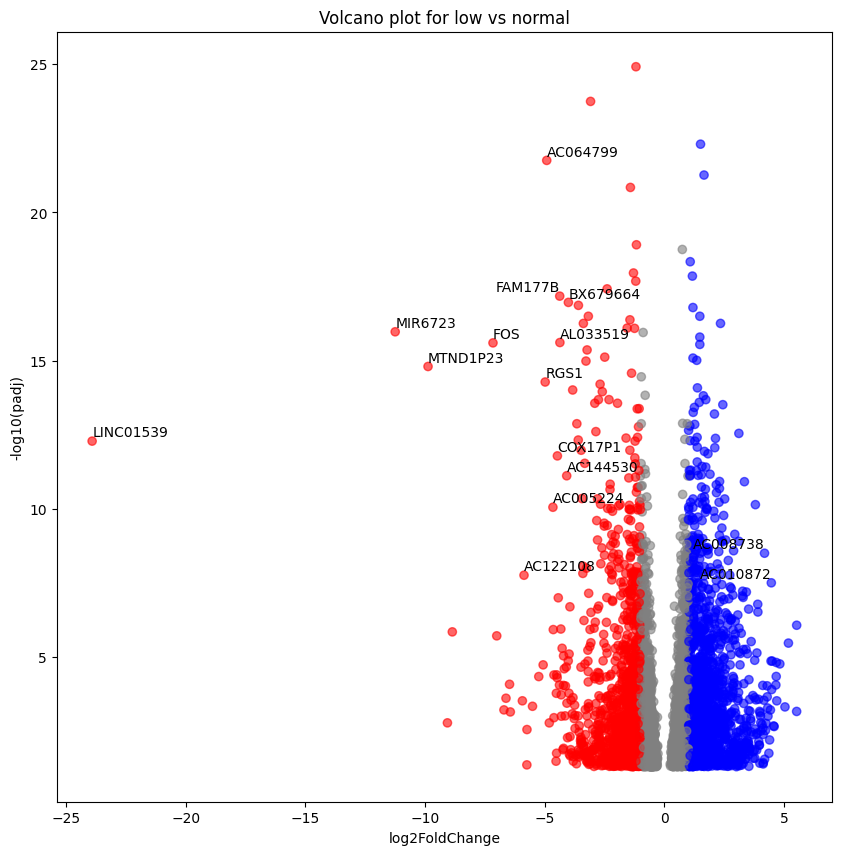 Volcano plot for low vs normal
25
20
15
10
5
-log10(padj)
AC064799
FAM177B
BX679664
MIR6723
FOS
AL033519
MTND1P23
RGS1
LINC01539
COX17P1
AC144530
AC005224
AC008738
AC122108
AC010872
−25
−20
−15
−10
−5
0
5
log2FoldChange